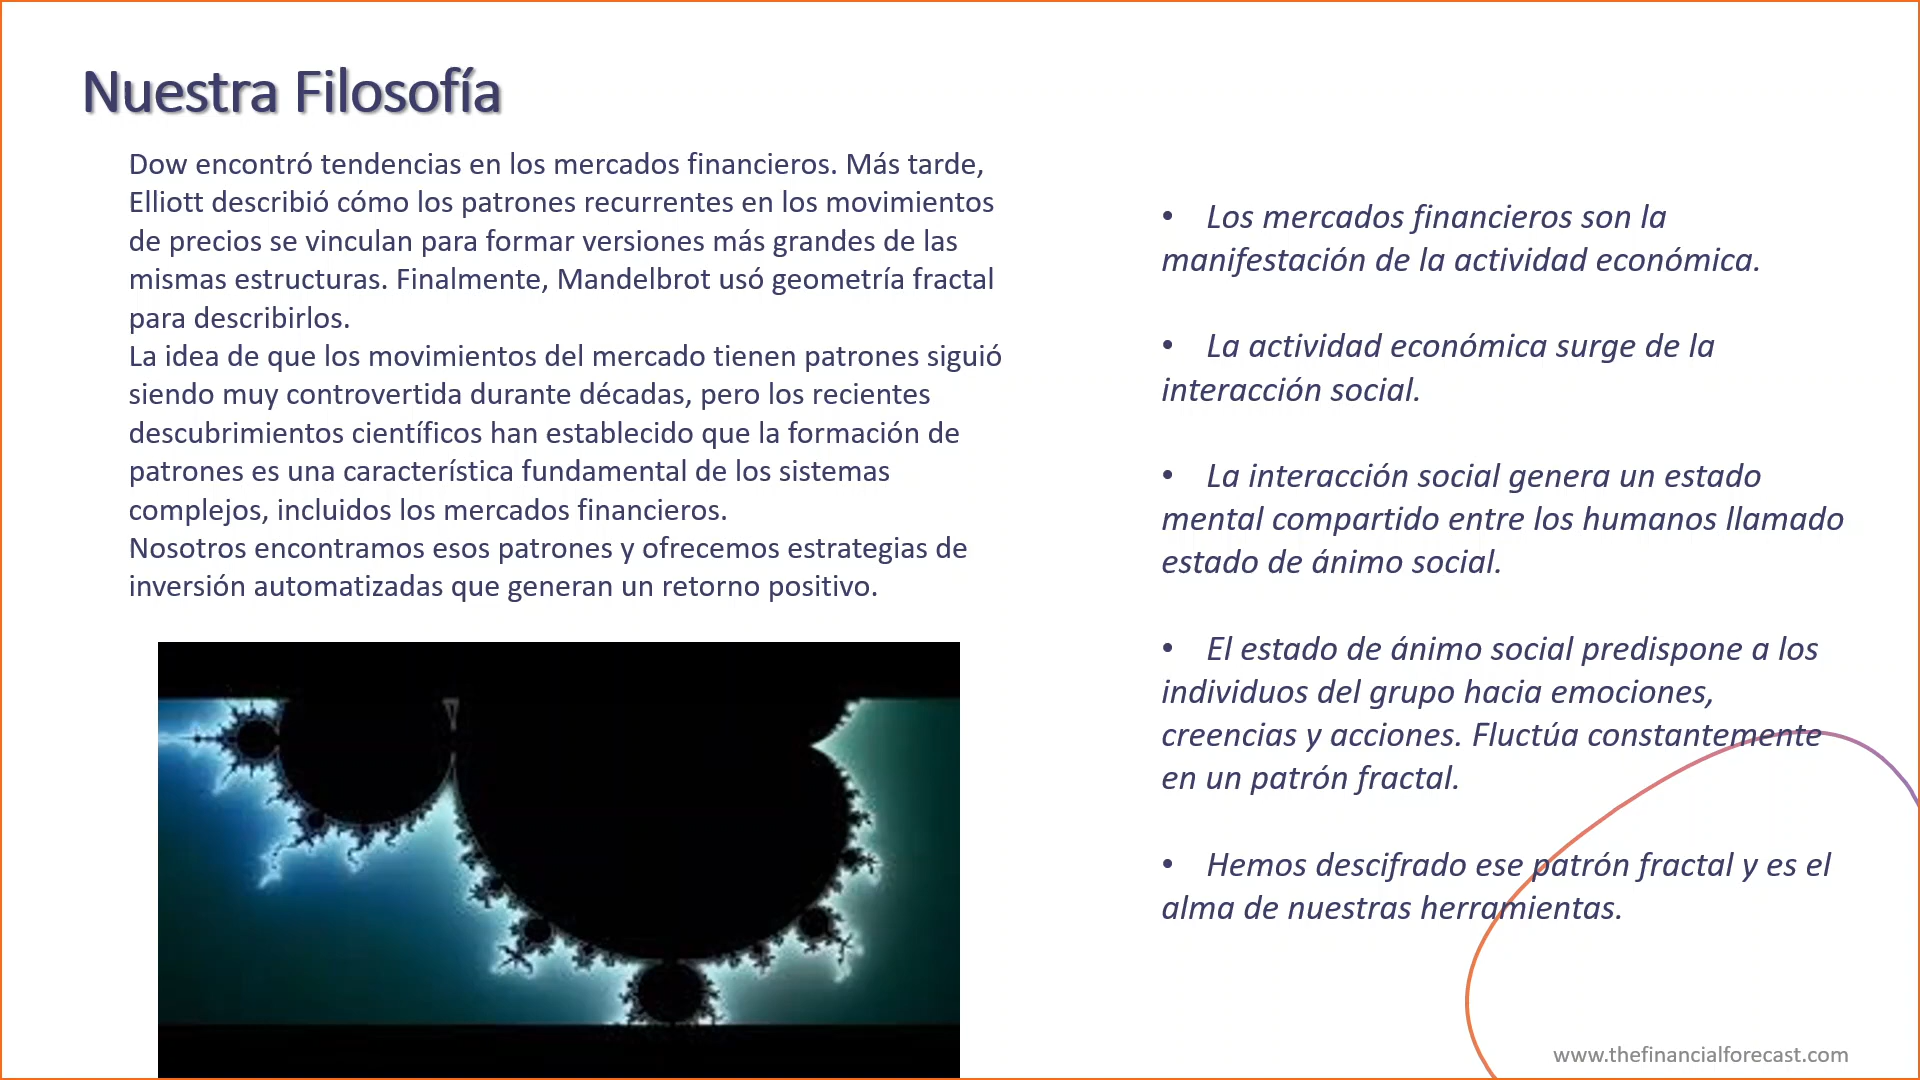 Nuestra Filosofía
Dow encontró tendencias en los mercados financieros. Más tarde,
Elliott describió cómo los patrones recurrentes en los movimientos
de precios se vinculan para formar versiones más grandes de las
mismas estructuras. Finalmente, Mandelbrot usó geometría fractal
para describirlos.
La idea de que los movimientos del mercado tienen patrones siguió
siendo muy controvertida durante décadas, pero los recientes
descubrimientos científicos han establecido que la formación de
patrones es una característica fundamental de los sistemas
complejos, incluidos los mercados financieros.
Nosotros encontramos esos patrones y ofrecemos estrategias de
inversión automatizadas que generan un retorno positivo.
• Los mercados financieros son la
manifestación de la actividad económica.
• La actividad económica surge de la
interacción social.
• La interacción social genera un estado
mental compartido entre los humanos llamado
estado de ánimo social.
• El estado de ánimo social predispone a los
individuos del grupo hacia emociones,
creencias y acciones. Fluctúa constantemente
en un patrón fractal.
• Hemos descifrado ese patrón fractal y es el
alma de nuestras herramientas.
www.thefinancialforecast.com